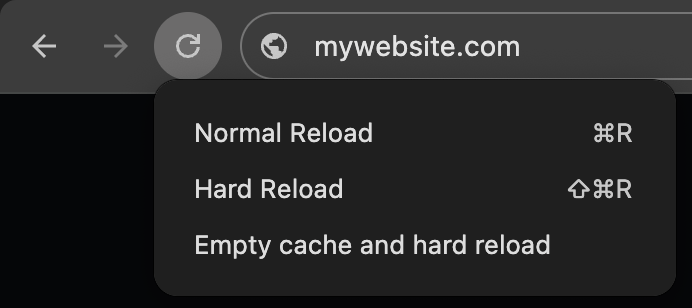 mywebsite.com
Normal Reload ⌘R
Hard Reload ⇧⌘R
Empty cache and hard reload